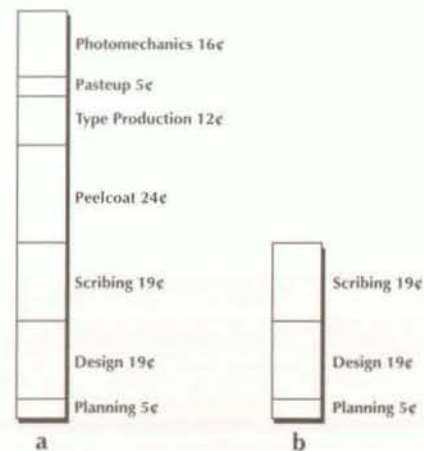 Photomechanics 16¢
Pasteup 5¢
Type Production 12¢
Peelcoat 24¢
Scribing 19¢
Design 19¢
Planning 5¢
a
Scribing 19¢
Design 19¢
Planning 5¢
b